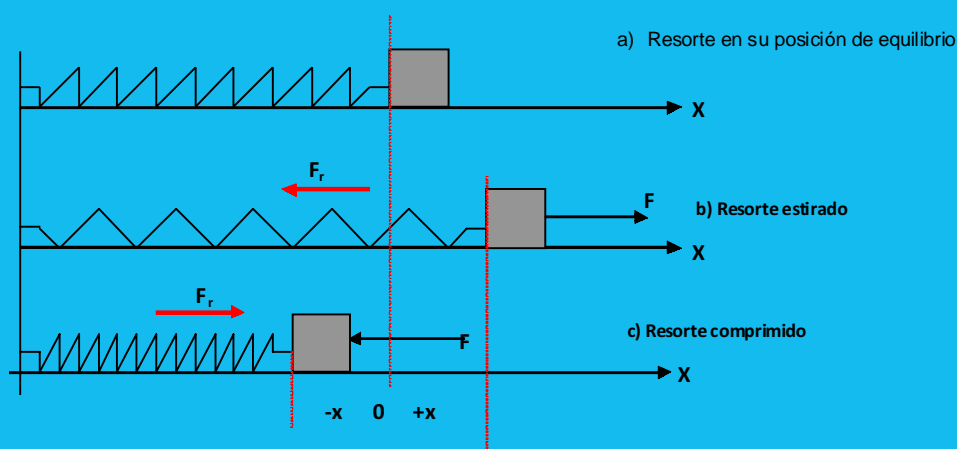 a) Resorte en su posición de equilibrio
X
Fr
F
b) Resorte estirado
X
Fr
F
c) Resorte comprimido
X
-x 0 +x